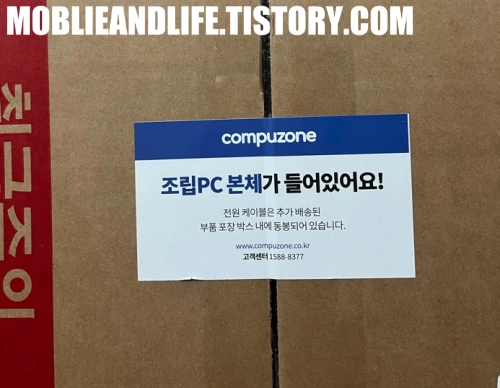 MOBLIEANDLIFE.TISTORY.COM
compuzone
조립PC 본체가 들어있어요!
전원 케이블은 추가 배송된
부품 포장 박스 내에 동봉되어 있습니다.
www.compuzone.co.kr
고객센터 1588-8377